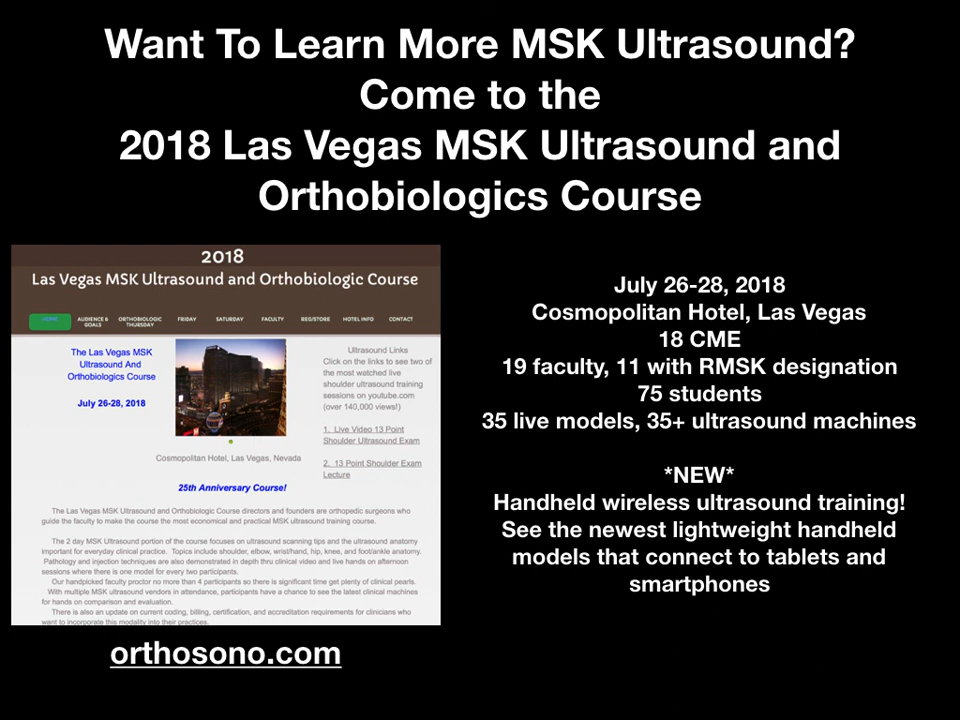 Want To Learn More MSK Ultrasound?
Come to the
2018 Las Vegas MSK Ultrasound and
Orthobiologics Course
2018
Las Vegas MSK Ultrasound and Orthobiologic Course
HOME AUDIENCE & GOALS ORTHOBIOLOGIC THURSDAY FRIDAY SATURDAY FACULTY REG/STORE HOTEL INFO CONTACT
The Las Vegas MSK
Ultrasound And
Orthobiologics Course
July 26-28, 2018
Ultrasound Links
Click on the links to see two of
the most watched live
shoulder ultrasound training
sessions on youtube.com
(over 140,000 views!)
1. Live Video 13 Point
Shoulder Ultrasound Exam
2. 13 Point Shoulder Exam
Lecture
Cosmopolitan Hotel, Las Vegas, Nevada
25th Anniversary Course!
The Las Vegas MSK Ultrasound and Orthobiologic Course directors and founders are orthopedic surgeons who
guide the faculty to make the course the most economical and practical MSK ultrasound training course.
The 2 day MSK Ultrasound portion of the course focuses on ultrasound scanning tips and the ultrasound anatomy
important for everyday clinical practice. Topics include shoulder, elbow, wrist/hand, hip, knee, and foot/ankle anatomy.
Pathology and injection techniques are also demonstrated in depth thru clinical video and live hands on afternoon
sessions where there is one model for every two participants.
Our handpicked faculty proctor no more than 4 participants so there is significant time get plenty of clinical pearls.
With multiple MSK ultrasound vendors in attendance, participants have a chance to see the latest clinical machines
for hands on comparison and evaluation.
There is also an update on current coding, billing, certification, and accreditation requirements for clinicians who
want to incorporate this modality into their practices.
orthosono.com
July 26-28, 2018
Cosmopolitan Hotel, Las Vegas
18 CME
19 faculty, 11 with RMSK designation
75 students
35 live models, 35+ ultrasound machines
*NEW*
Handheld wireless ultrasound training!
See the newest lightweight handheld
models that connect to tablets and
smartphones